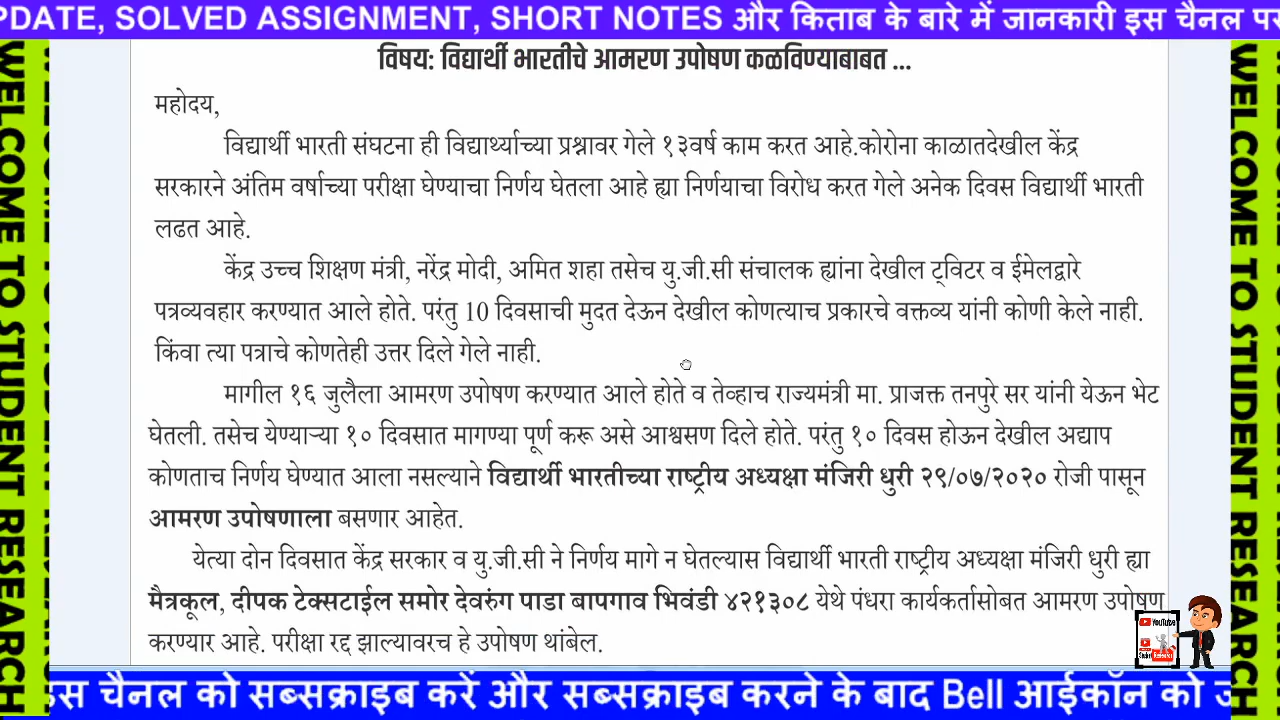 PDATE, SOLVED ASSIGNMENT, SHORT NOTES और किताब के बारे में जानकारी इस चैनल पर
विषय: विद्यार्थी भारतीचे आमरण उपोषण कळविण्याबाबत ...
महोदय,
विद्यार्थी भारती संघटना ही विद्यार्थ्यांच्या प्रश्नावर गेले १३वर्ष काम करत आहे.कोरोना काळातदेखील केंद्र
सरकारने अंतिम वर्षाच्या परीक्षा घेण्याचा निर्णय घेतला आहे ह्या निर्णयाचा विरोध करत गेले अनेक दिवस विद्यार्थी भारती
लढत आहे.
केंद्र उच्च शिक्षण मंत्री, नरेंद्र मोदी, अमित शहा तसेच यु.जी.सी संचालक ह्यांना देखील ट्विटर व ईमेलद्वारे
पत्रव्यवहार करण्यात आले होते. परंतु 10 दिवसाची मुदत देऊन देखील कोणत्याच प्रकारचे वक्तव्य यांनी कोणी केले नाही.
किंवा त्या पत्राचे कोणतेही उत्तर दिले गेले नाही.
मागील १६ जुलैला आमरण उपोषण करण्यात आले होते व तेव्हाच राज्यमंत्री मा. प्राजक्त तनपुरे सर यांनी येऊन भेट
घेतली. तसेच येण्याऱ्या १० दिवसात मागण्या पूर्ण करू असे आश्वसण दिले होते. परंतु १० दिवस होऊन देखील अद्याप
कोणताच निर्णय घेण्यात आला नसल्याने विद्यार्थी भारतीच्या राष्ट्रीय अध्यक्षा मंजिरी धुरी २९/०७/२०२० रोजी पासून
आमरण उपोषणाला बसणार आहेत.
येत्या दोन दिवसात केंद्र सरकार व यु.जी.सी ने निर्णय मागे न घेतल्यास विद्यार्थी भारती राष्ट्रीय अध्यक्षा मंजिरी धुरी ह्या
मैत्रकूल, दीपक टेक्सटाईल समोर देवरुंग पाडा बापगाव भिवंडी ४२१३०८ येथे पंधरा कार्यकर्तासोबत आमरण उपोषण
करण्यार आहे. परीक्षा रद्द झाल्यावरच हे उपोषण थांबेल.
इस चैनल को सब्सक्राइब करें और सब्सक्राइब करने के बाद Bell आईकॉन को
WELCOME TO STUDENT RESEARCH
WELCOME TO STUDENT RESEARCH
YouTube